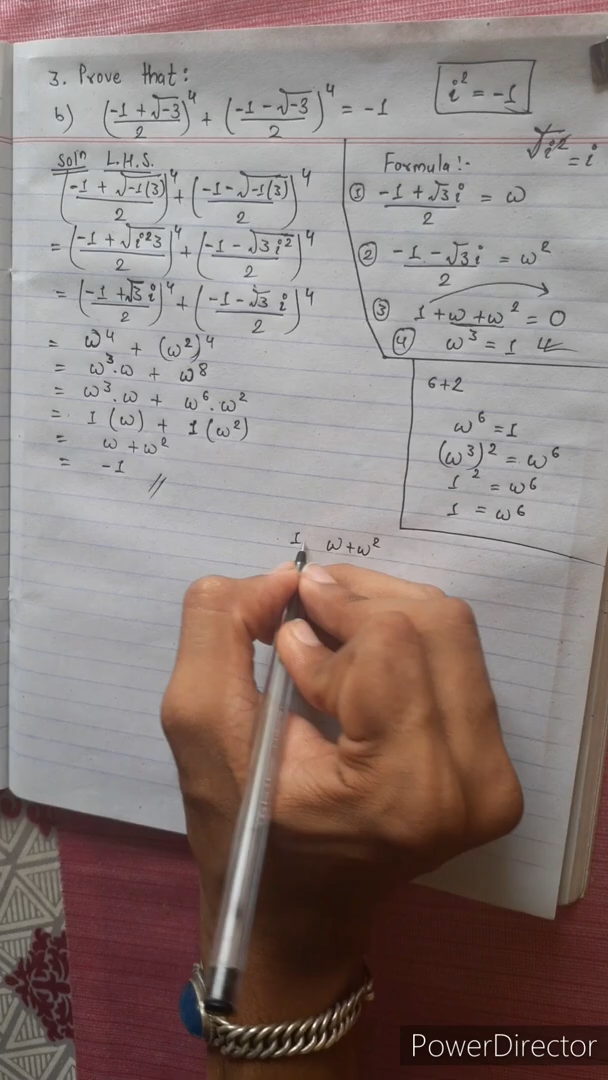 3. Prove that:
b) ((-1 + √-3)/2)^4 + ((-1 - √-3)/2)^4 = -1
i² = -1
√i² = i
Soln L.H.S.
((-1 + √-1(3))/2)^4 + ((-1 - √-1(3))/2)^4
= ((-1 + √i²3)/2)^4 + ((-1 - √3i²)/2)^4
= ((-1 + √3 i)/2)^4 + ((-1 - √3 i)/2)^4
= ω^4 + (ω²)^4
= ω³.ω + ω^8
= ω³.ω + ω^6.ω²
= 1(ω) + 1(ω²)
= ω + ω²
= -1 //
Formula:-
① (-1 + √3 i)/2 = ω
② (-1 - √3 i)/2 = ω²
③ 1 + ω + ω² = 0
④ ω³ = 1
6+2
ω^6 = 1
(ω³)² = ω^6
1² = ω^6
1 = ω^6
1 ω + ω²
PowerDirector